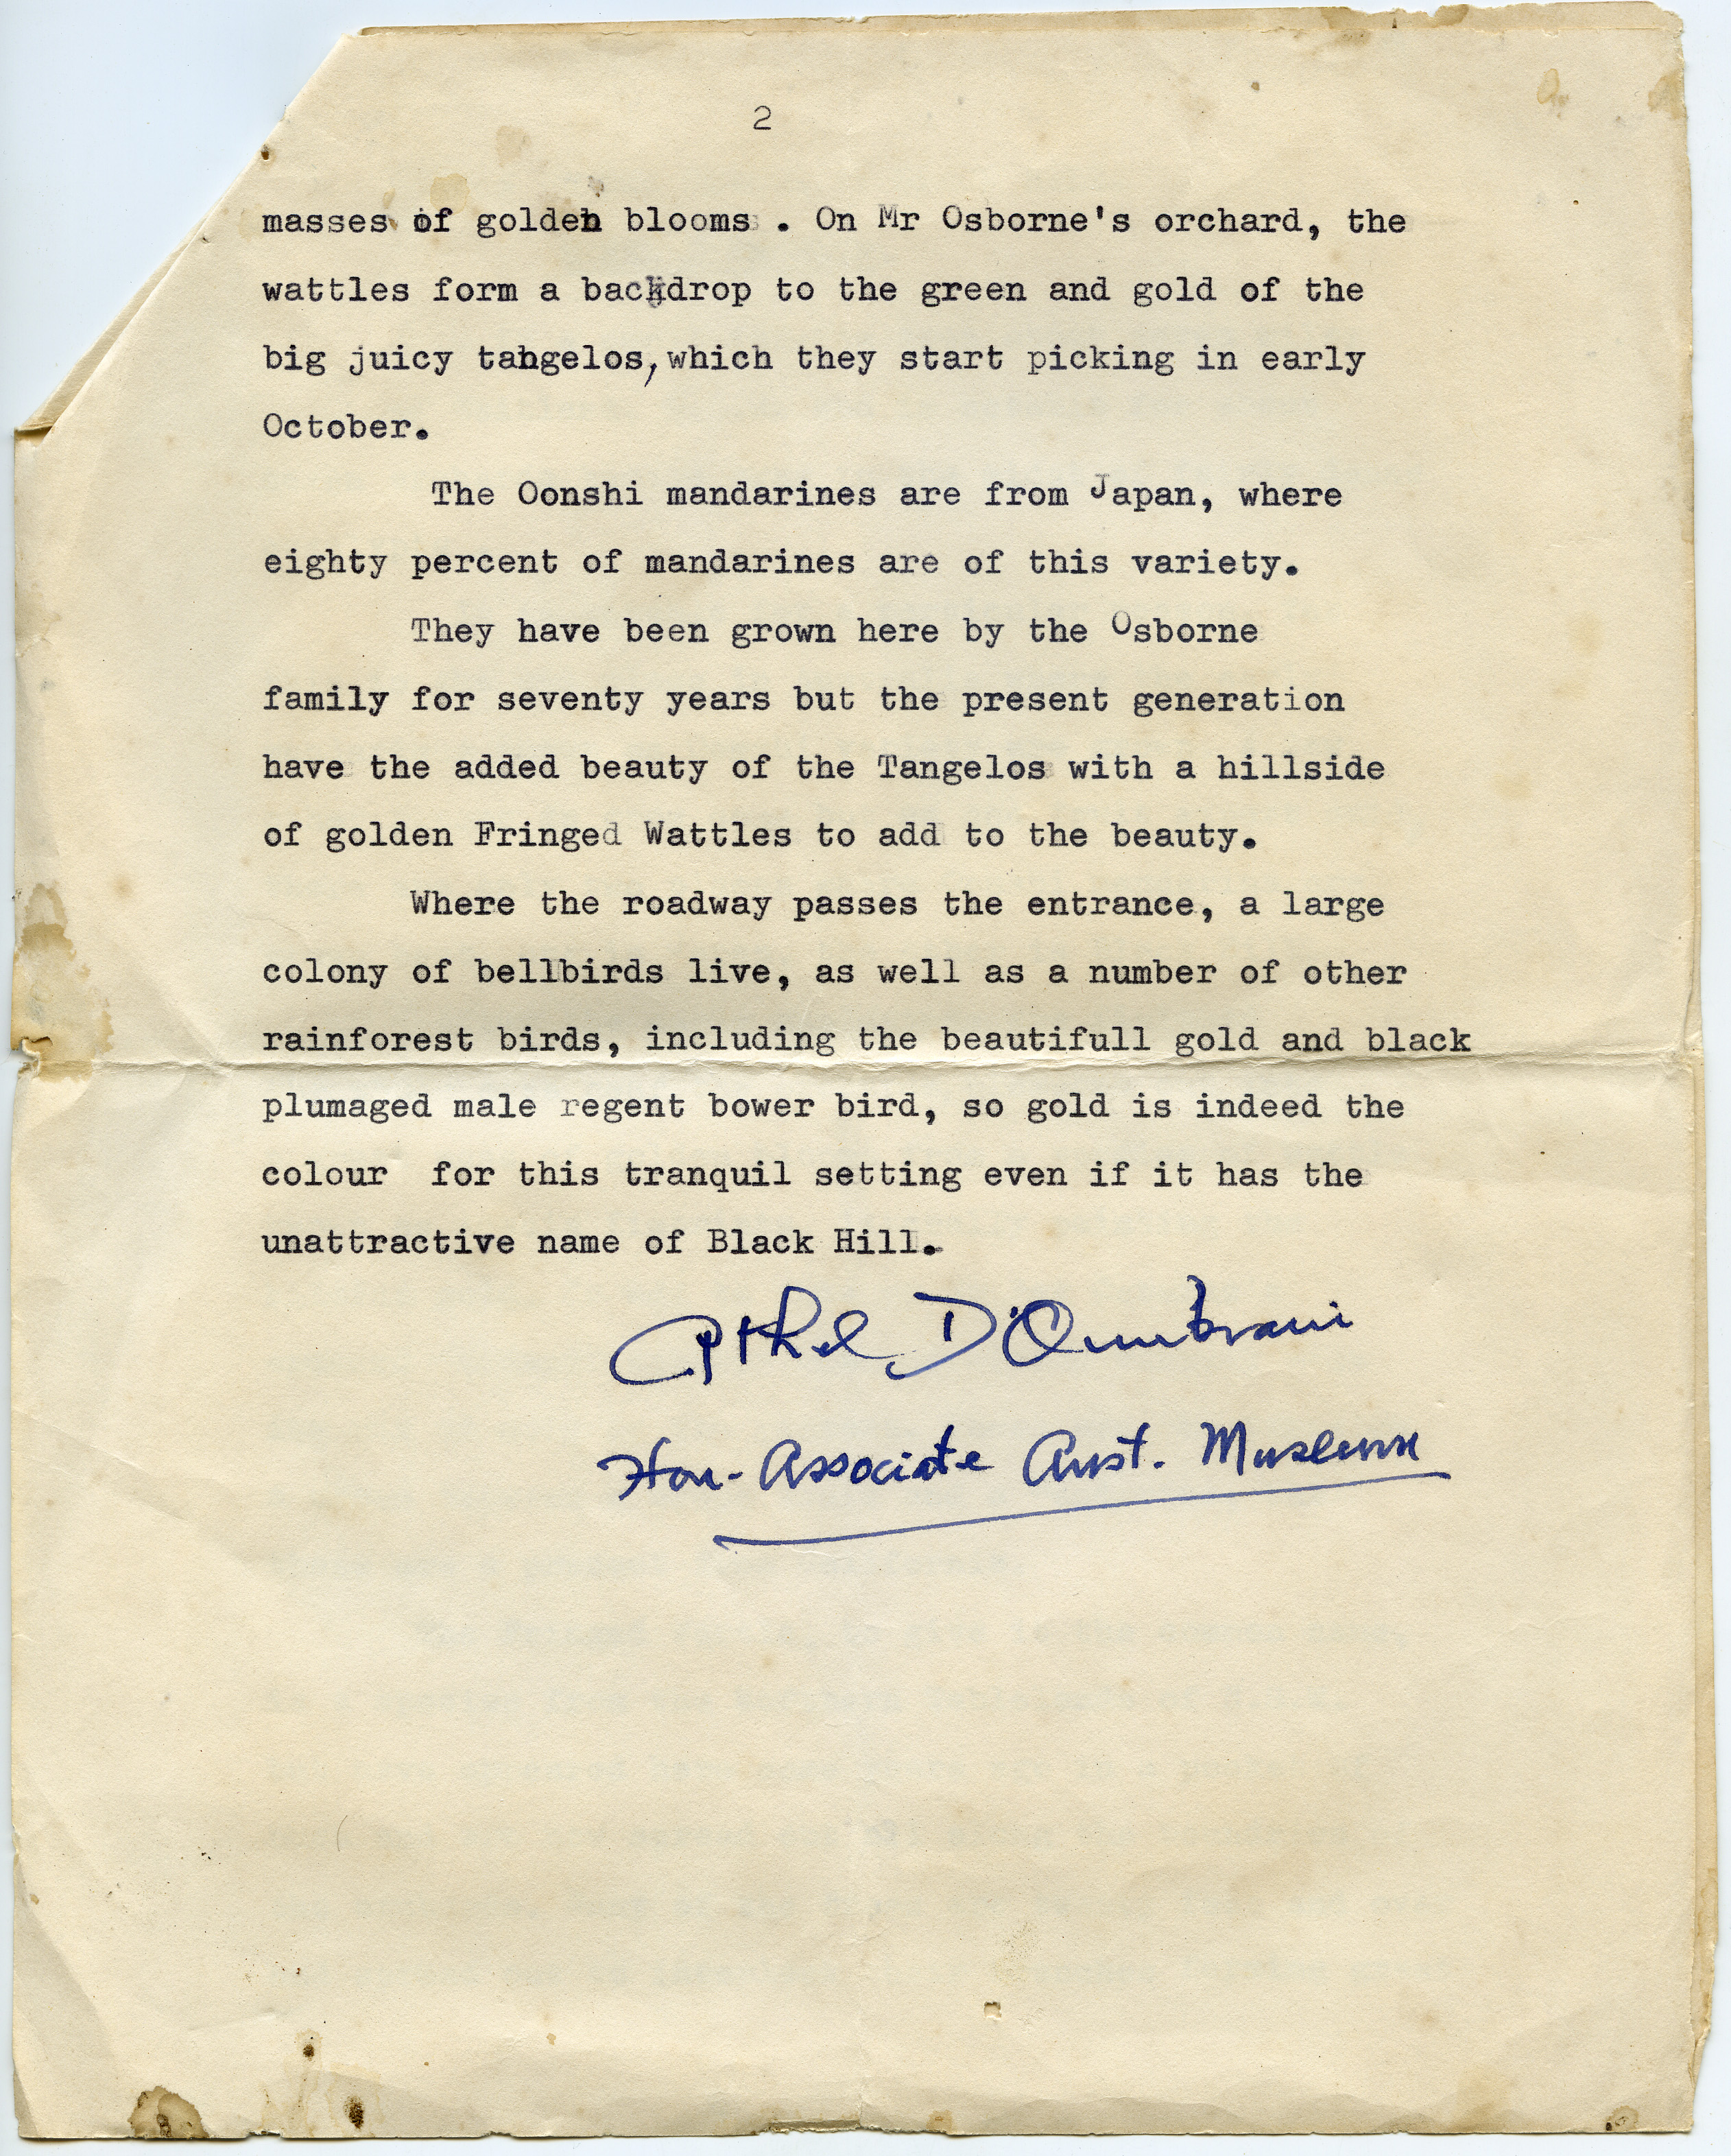 2
masses of golden blooms . On Mr Osborne's orchard, the
wattles form a backdrop to the green and gold of the
big juicy tangelos, which they start picking in early
October.
The Oonshi mandarines are from Japan, where
eighty percent of mandarines are of this variety.
They have been grown here by the Osborne
family for seventy years but the present generation
have the added beauty of the Tangelos with a hillside
of golden Fringed Wattles to add to the beauty.
Where the roadway passes the entrance, a large
colony of bellbirds live, as well as a number of other
rainforest birds, including the beautifull gold and black
plumaged male regent bower bird, so gold is indeed the
colour for this tranquil setting even if it has the
unattractive name of Black Hill.
Athel D'Ombrain
Hon-Associate Aust. Museum